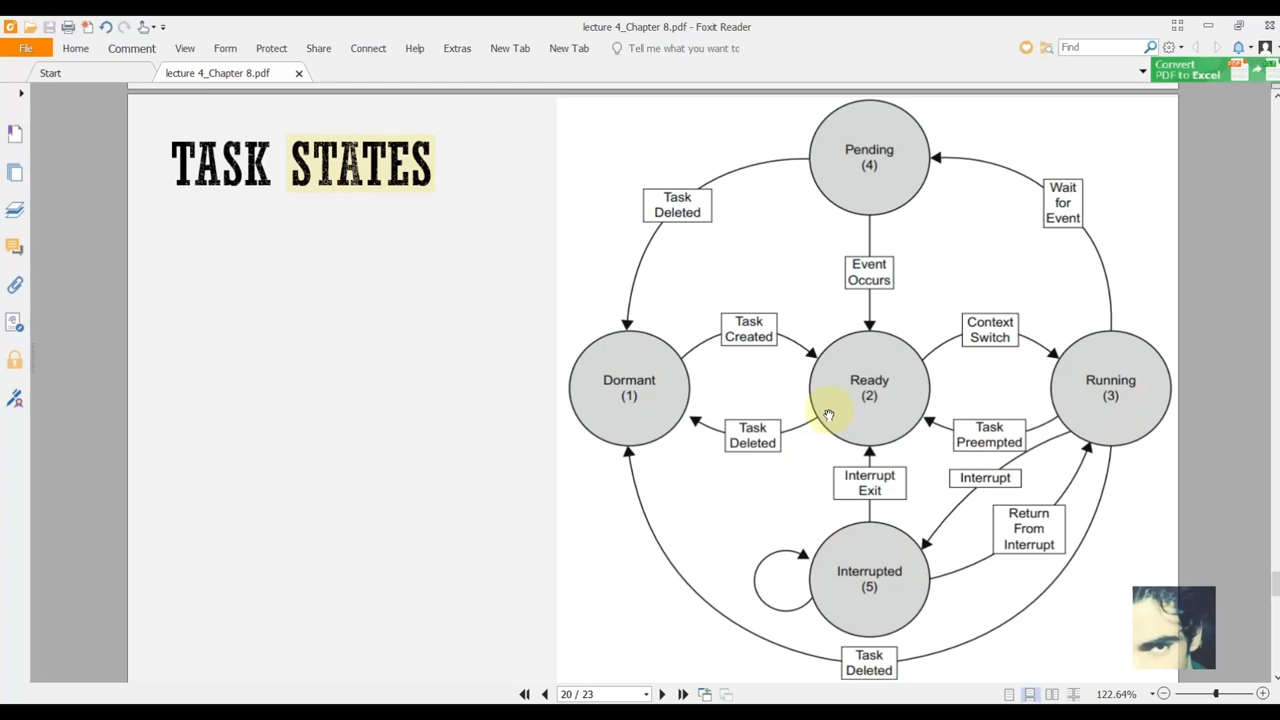 lecture 4_Chapter 8.pdf - Foxit Reader
File Home Comment View Form Protect Share Connect Help Extras New Tab New Tab Tell me what you want tc
Find
Start
lecture 4_Chapter 8.pdf
Convert
PDF to Excel
TASK STATES
Pending
(4)
Task
Deleted
Wait
for
Event
Event
Occurs
Task
Created
Context
Switch
Dormant
(1)
Ready
(2)
Running
(3)
Task
Deleted
Task
Preempted
Interrupt
Exit
Interrupt
Return
From
Interrupt
Interrupted
(5)
Task
Deleted
20 / 23
122.64%